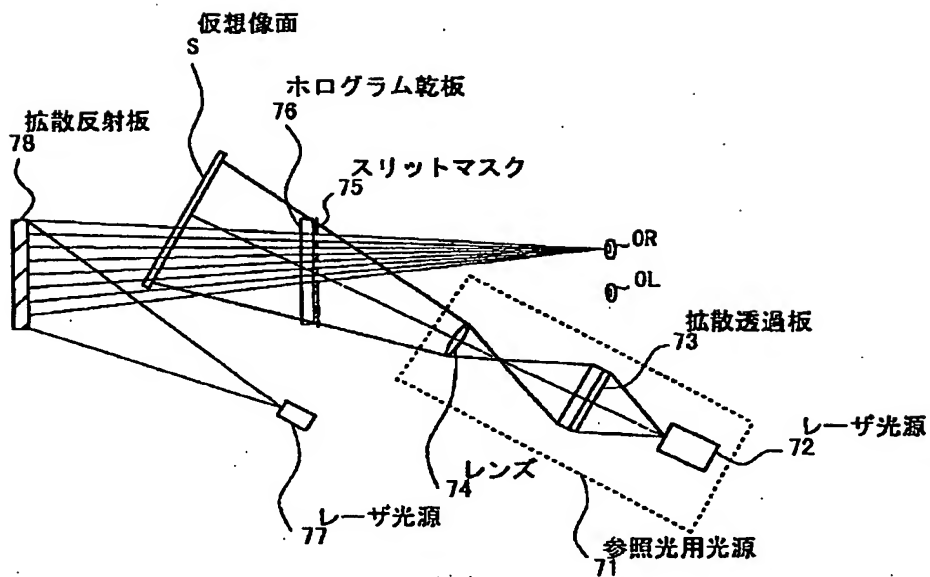 仮想像面
S
ホログラム乾板
76
拡散反射板
78
スリットマスク
75
OR
OL
拡散透過板
73
レーザ光源
72
レンズ
74
レーザ光源
77
参照光用光源
71